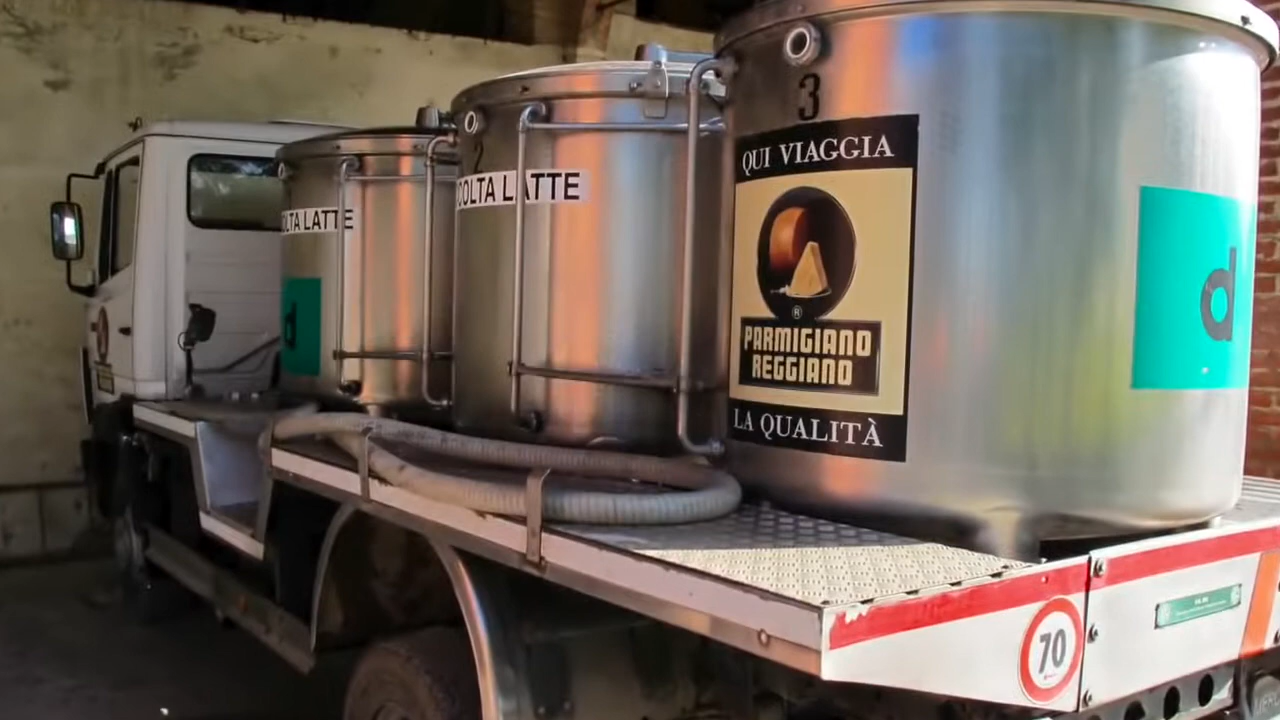 3
QUI VIAGGIA
®
PARMIGIANO
REGGIANO
LA QUALITÀ
d
2
COLTA LATTE
OLTA LATTE
d
70